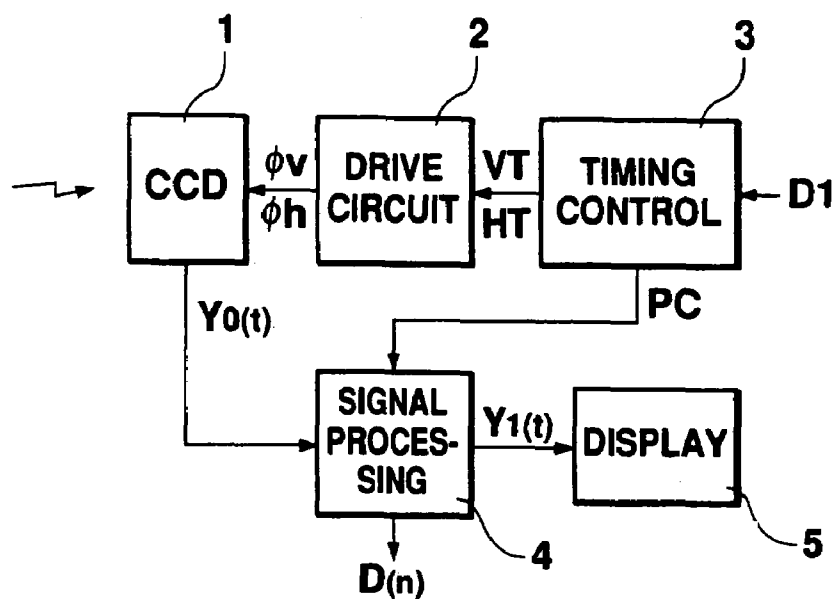 1
2
3
CCD
ϕv
ϕh
DRIVE
CIRCUIT
VT
HT
TIMING
CONTROL
D1
Y0(t)
PC
SIGNAL
PROCES-
SING
Y1(t)
DISPLAY
4
5
D(n)